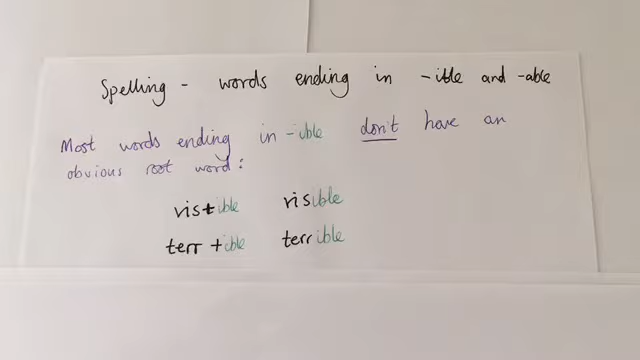 Spelling - words ending in -ible and -able
Most words ending in -ible don't have an
obvious root word:
vis+ible visible
terr +ible terrible